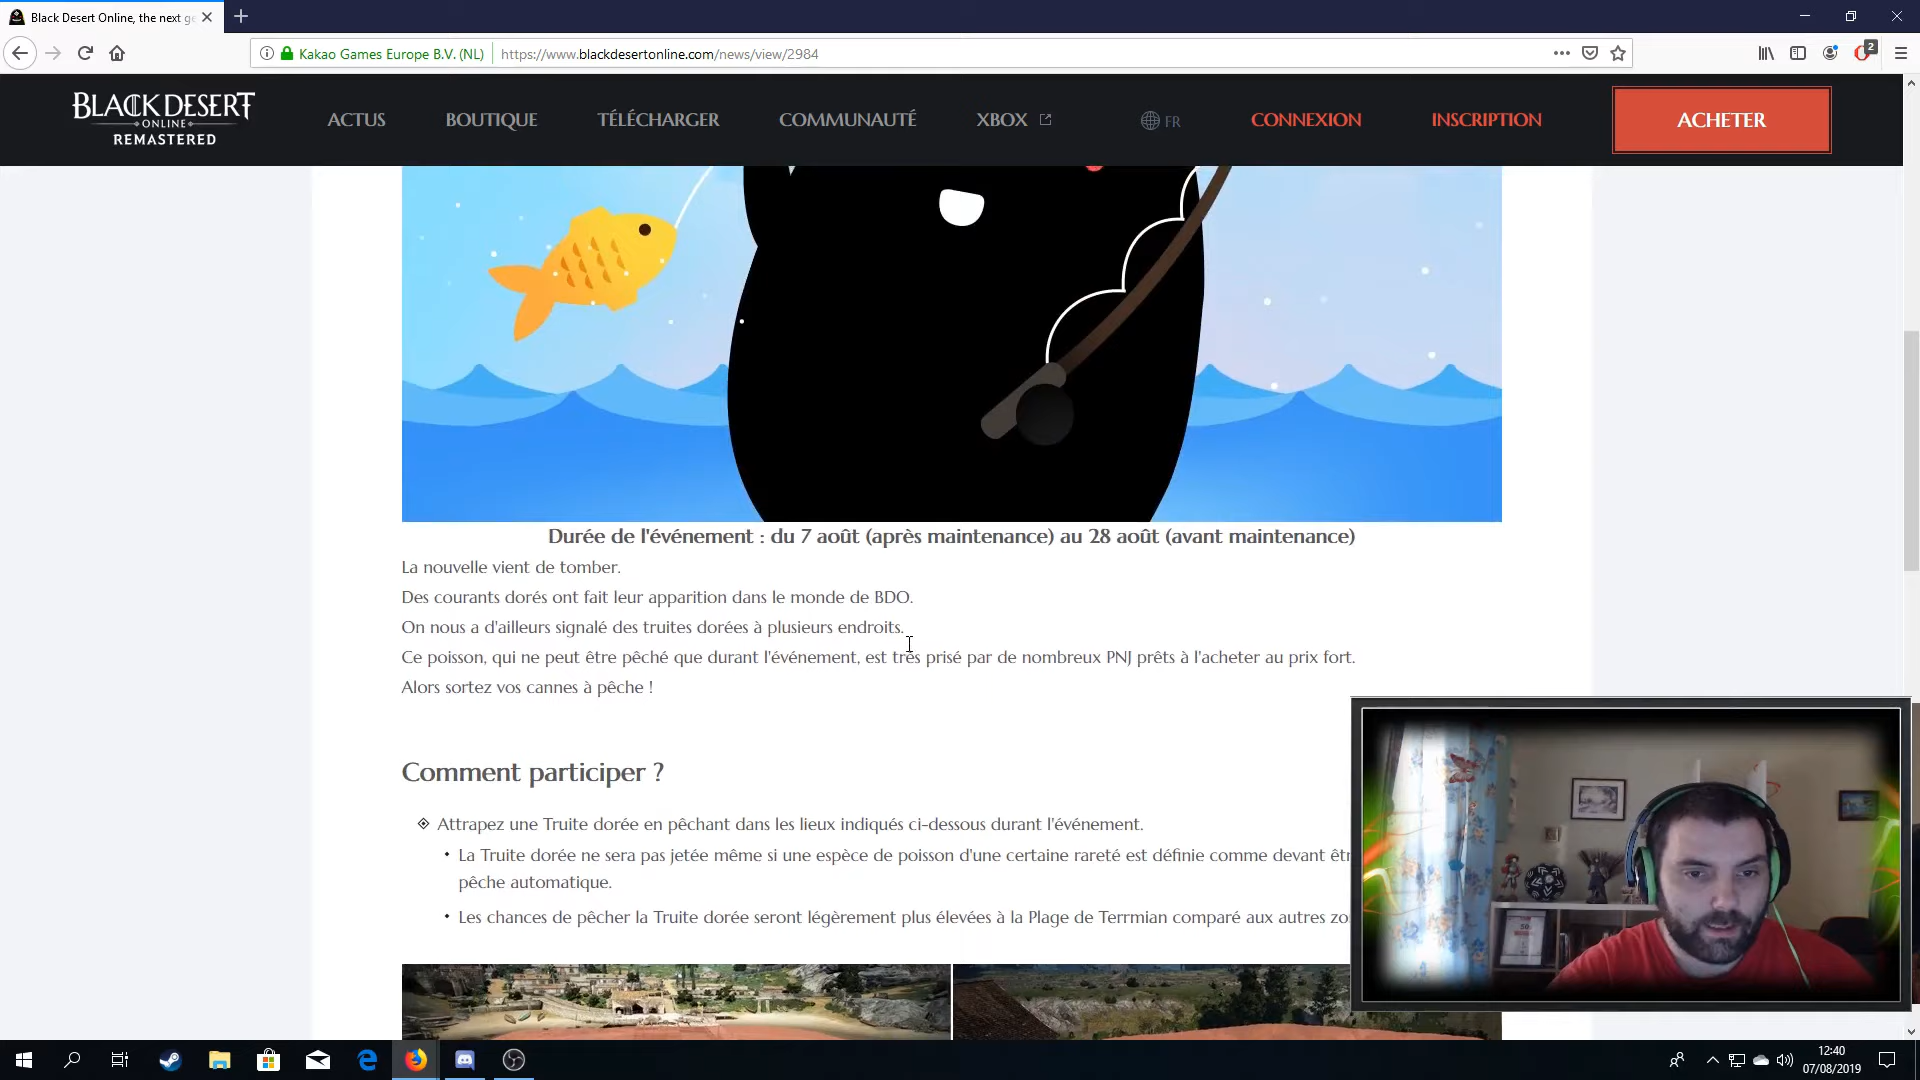 Black Desert Online, the next ge
Kakao Games Europe B.V. (NL)
https://www.blackdesertonline.com/news/view/2984
2
BLACK DESERT
ONLINE
REMASTERED
ACTUS
BOUTIQUE
TÉLÉCHARGER
COMMUNAUTÉ
XBOX
FR
CONNEXION
INSCRIPTION
ACHETER
Durée de l'événement : du 7 août (après maintenance) au 28 août (avant maintenance)
La nouvelle vient de tomber.
Des courants dorés ont fait leur apparition dans le monde de BDO.
On nous a d'ailleurs signalé des truites dorées à plusieurs endroits.
Ce poisson, qui ne peut être pêché que durant l'événement, est très prisé par de nombreux PNJ prêts à l'acheter au prix fort.
Alors sortez vos cannes à pêche !
Comment participer ?
Attrapez une Truite dorée en pêchant dans les lieux indiqués ci-dessous durant l'événement.
La Truite dorée ne sera pas jetée même si une espèce de poisson d'une certaine rareté est définie comme devant êtr
pêche automatique.
Les chances de pêcher la Truite dorée seront légèrement plus élevées à la Plage de Terrmian comparé aux autres zo
12:40
07/08/2019